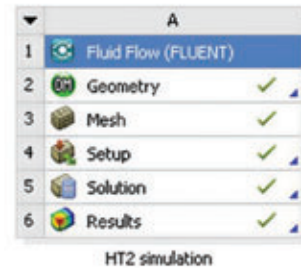 A
1 Fluid Flow (FLUENT)
2 Geometry
3 Mesh
4 Setup
5 Solution
6 Results
HT2 simulation